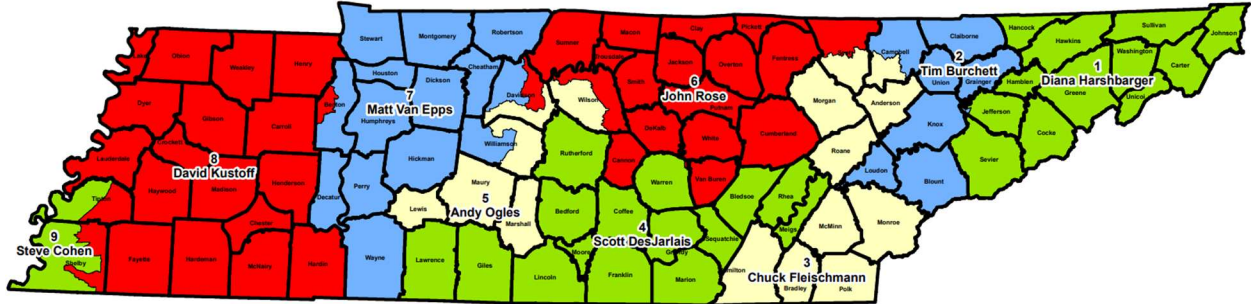 Stewart
Montgomery
Robertson
Sumner
Macon
Clay
Pickett
Campbell
Claiborne
Hancock
Hawkins
Sullivan
Johnson
Obion
Weakley
Henry
Houston
Dickson
Cheatham
Davidson
Wilson
Smith
Jackson
Overton
Fentress
Morgan
Anderson
Union
Grainger
Hamblen
Washington
Carter
Greene
Unicoi
2
Tim Burchett
1
Diana Harshbarger
Dyer
Gibson
Carroll
Benton
Humphreys
7
Matt Van Epps
6
John Rose
Putnam
DeKalb
White
Cumberland
Roane
Knox
Jefferson
Cocke
Sevier
Lauderdale
Crockett
Haywood
Madison
Henderson
Decatur
Perry
Hickman
Williamson
Rutherford
Cannon
Warren
Van Buren
Bledsoe
Rhea
Meigs
Loudon
Blount
Monroe
McMinn
8
David Kustoff
Tipton
Chester
Lewis
Maury
Marshall
5
Andy Ogles
Bedford
Coffee
4
Scott DesJarlais
Sequatchie
Grundy
Moore
9
Steve Cohen
Shelby
Fayette
Hardeman
McNairy
Hardin
Wayne
Lawrence
Giles
Lincoln
Franklin
Marion
milton
3
Chuck Fleischmann
Bradley
Polk